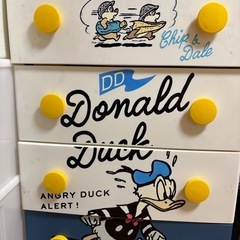 Chip & Dale
DD
Donald
Duck
ANGRY DUCK
ALERT!